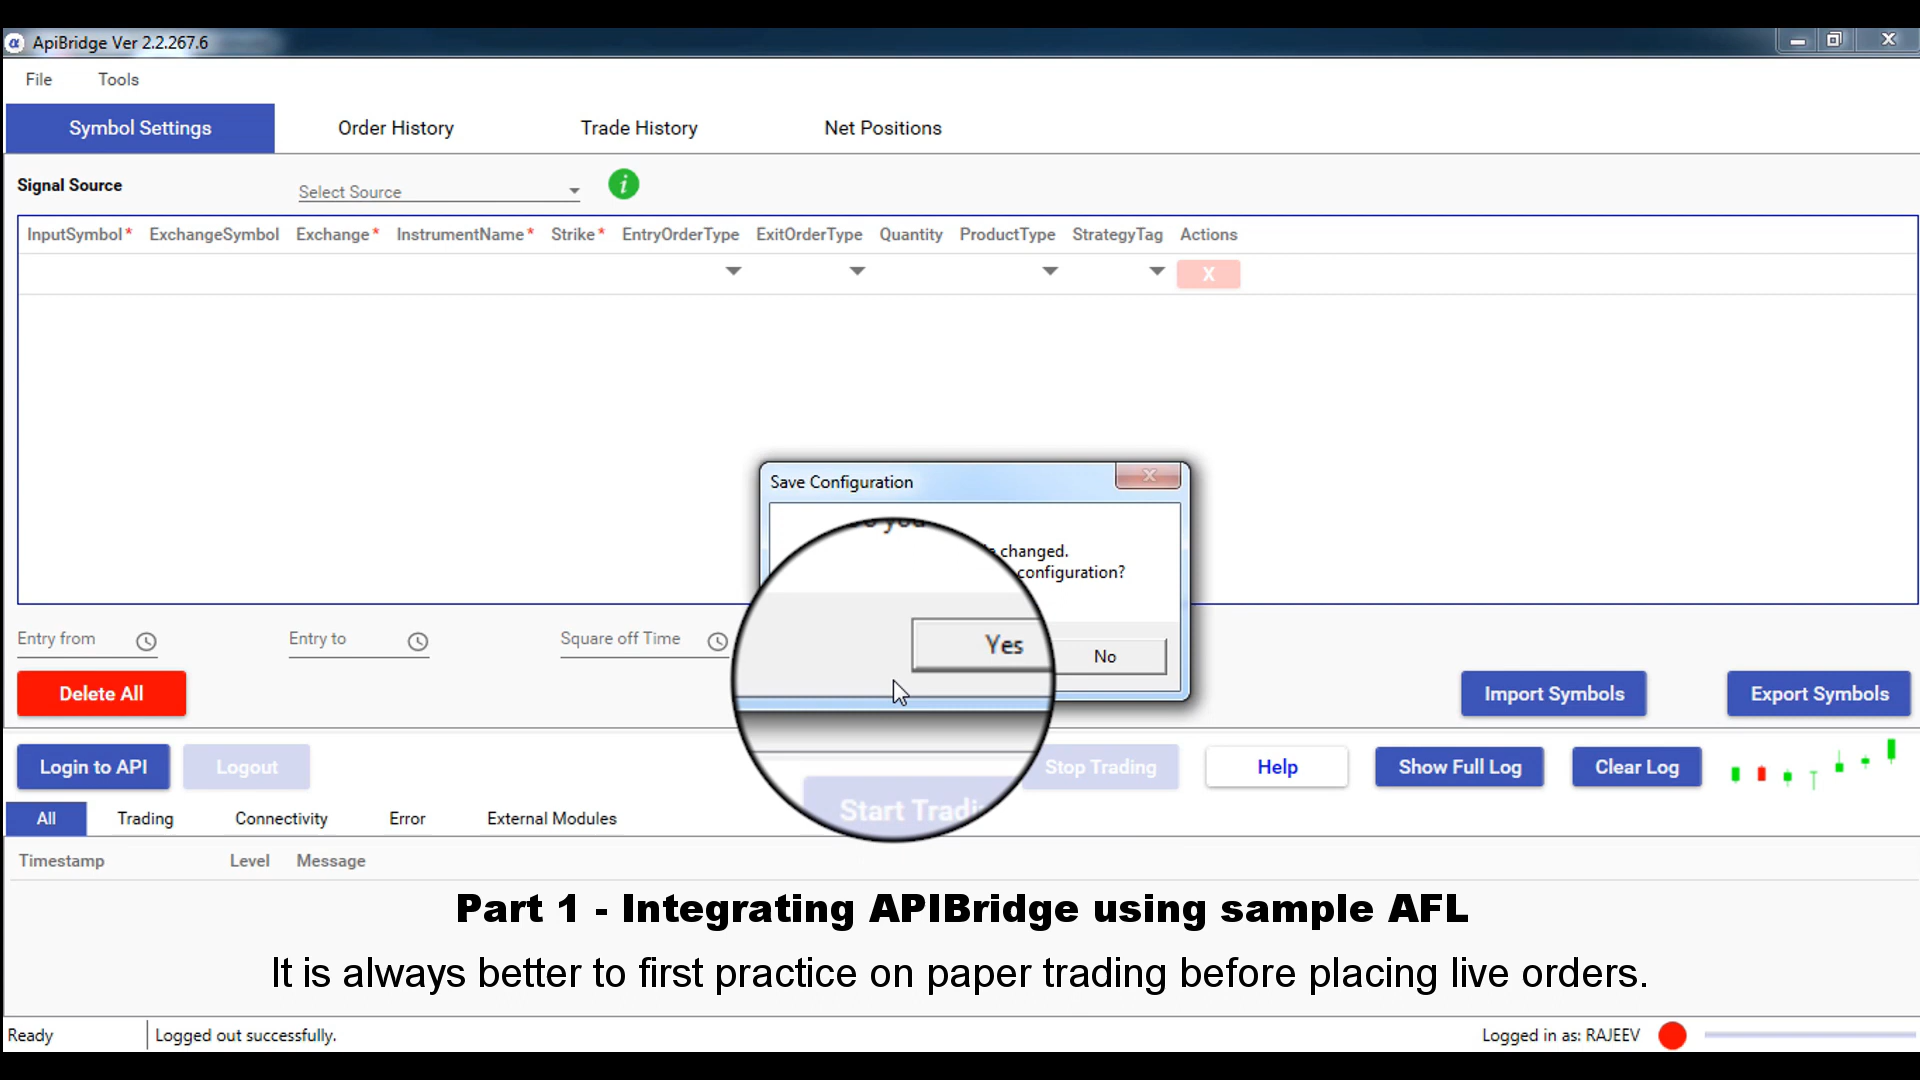 ApiBridge Ver 2.2.267.6
File Tools
Symbol Settings Order History Trade History Net Positions
Signal Source Select Source i
InputSymbol* ExchangeSymbol Exchange* InstrumentName* Strike* EntryOrderType ExitOrderType Quantity ProductType StrategyTag Actions
X
Save Configuration
you
changed.
configuration?
Yes No
Entry from Entry to Square off Time
Delete All Import Symbols Export Symbols
Login to API Logout Stop Trading Help Show Full Log Clear Log
Start
All Trading Connectivity Error External Modules
Timestamp Level Message
Part 1 - Integrating APIBridge using sample AFL
It is always better to first practice on paper trading before placing live orders.
Ready Logged out successfully. Logged in as: RAJEEV